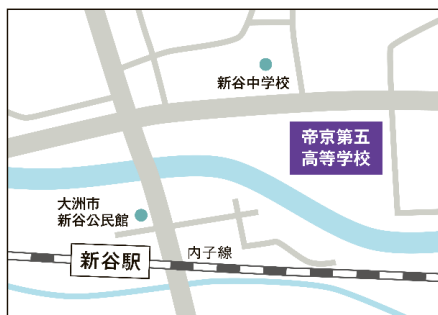 新谷中学校
帝京第五
高等学校
大洲市
新谷公民館
内子線
新谷駅